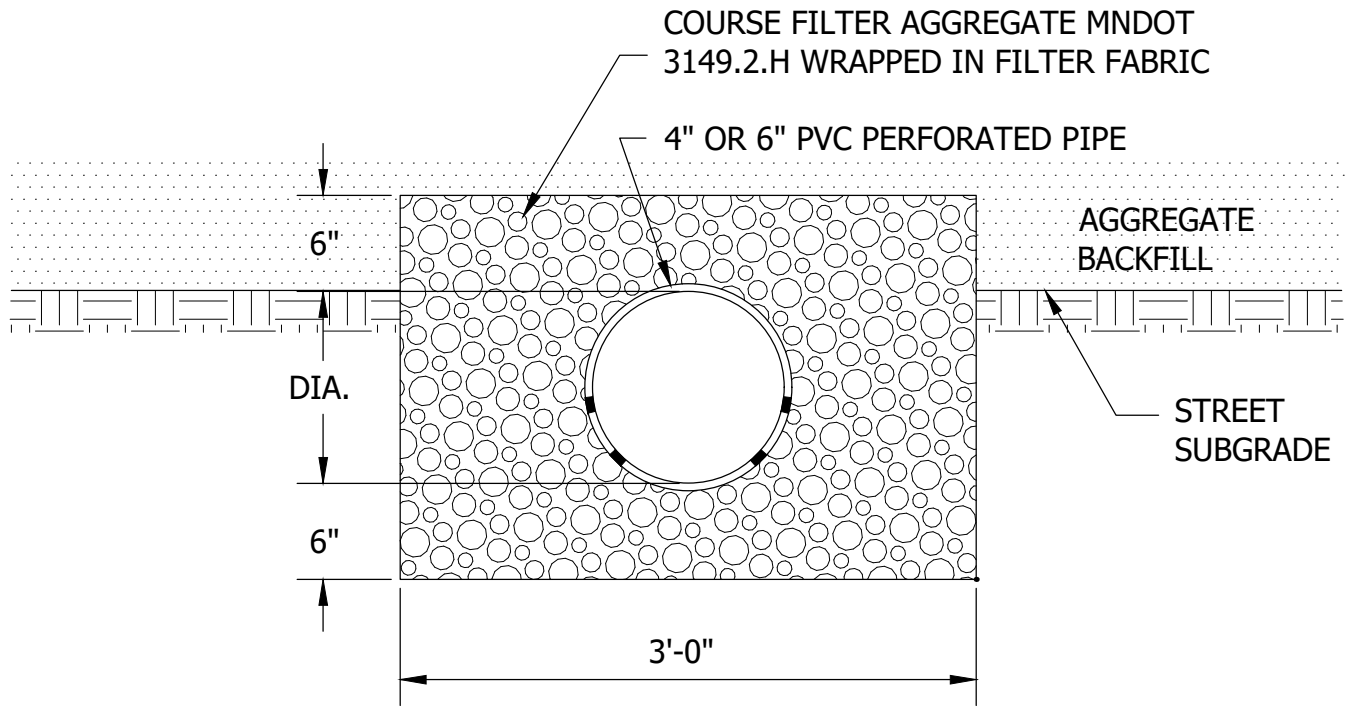 COURSE FILTER AGGREGATE MNDOT
3149.2.H WRAPPED IN FILTER FABRIC
4" OR 6" PVC PERFORATED PIPE
6"
AGGREGATE
BACKFILL
DIA.
STREET
SUBGRADE
6"
3'-0"